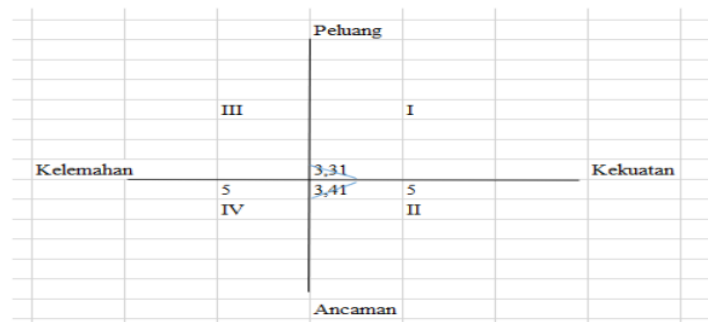 Peluang
III I
3,31
Kelemahan Kekuatan
5 3,41 5
IV II
Ancaman